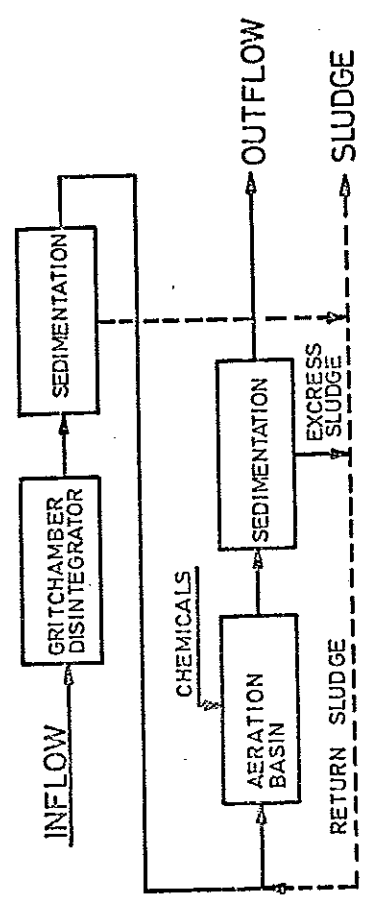 INFLOW
GRITCHAMBER
DISINTEGRATOR
SEDIMENTATION
CHEMICALS
AERATION
BASIN
SEDIMENTATION
OUTFLOW
EXCRESS
SLUDGE
RETURN SLUDGE
SLUDGE